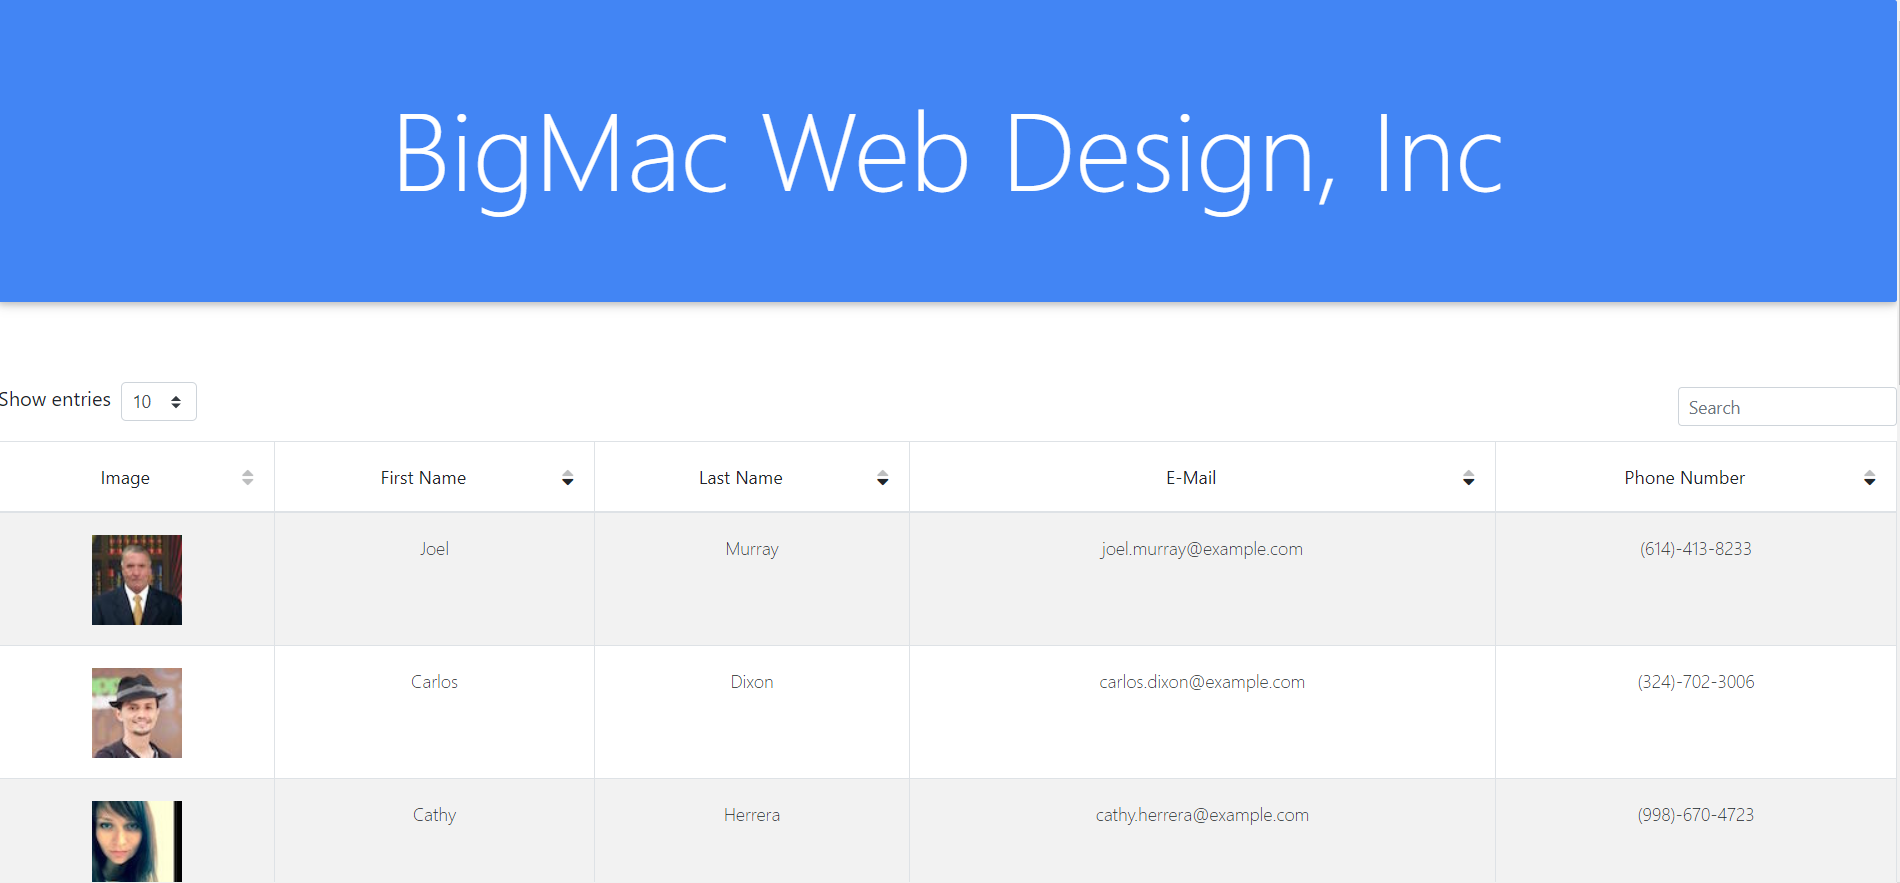 BigMac Web Design, Inc
Show entries 10 Search
Image First Name Last Name E-Mail Phone Number
Joel Murray joel.murray@example.com (614)-413-8233
Carlos Dixon carlos.dixon@example.com (324)-702-3006
Cathy Herrera cathy.herrera@example.com (998)-670-4723